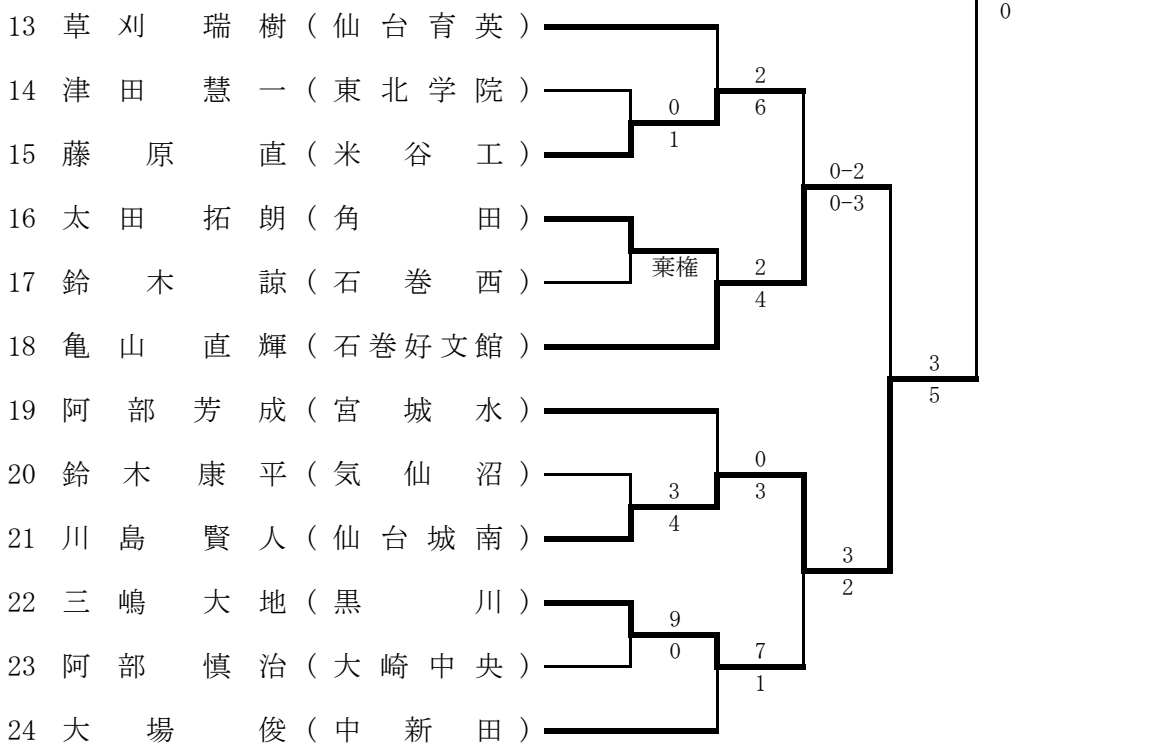 0
13 草刈 瑞樹 (仙台育英)
2
14 津田 慧一 (東北学院)
0 6
1
15 藤原 直 (米谷工)
0-2
0-3
16 太田 拓朗 (角田)
棄権 2
17 鈴木 諒 (石巻西)
4
18 亀山 直輝 (石巻好文館)
3
5
19 阿部芳成 (宮城水)
0
20 鈴木康平 (気仙沼)
3 3
4
21 川島 賢人 (仙台城南)
3
2
22 三嶋 大地 (黒川)
9
0 7
23 阿部 慎治 (大崎中央)
1
24 大場 俊 (中新田)